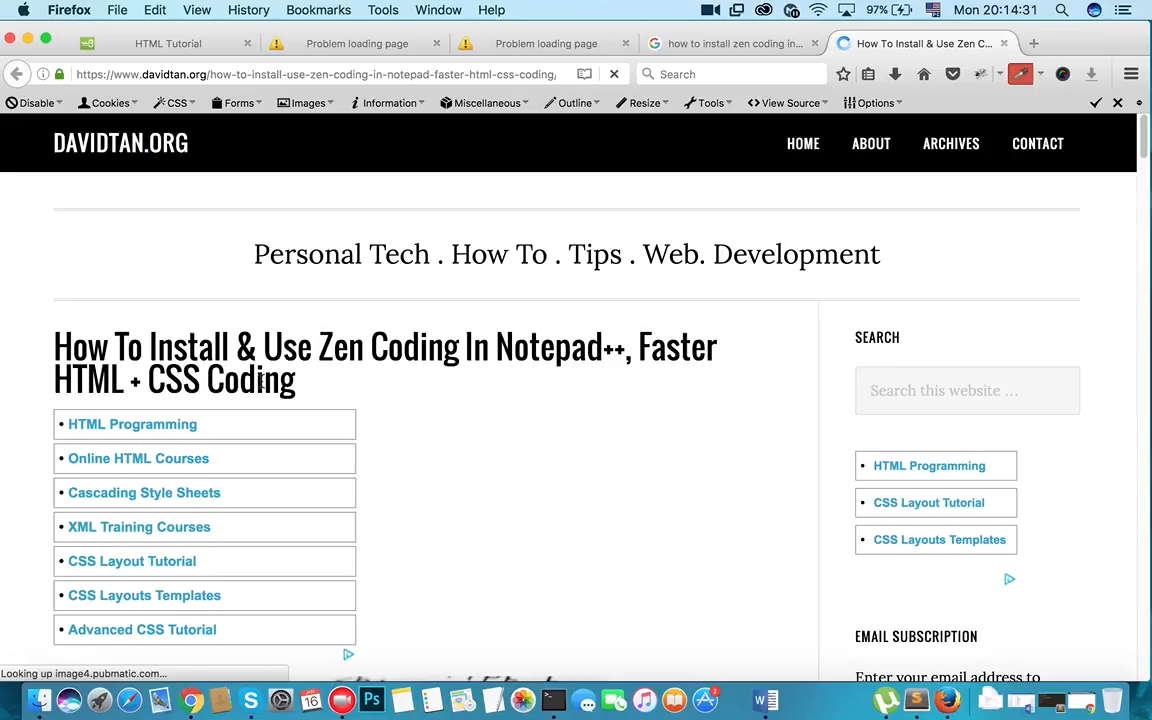 Firefox File Edit View History Bookmarks Tools Window Help 97% Mon 20:14:31
HTML Tutorial Problem loading page Problem loading page how to install zen coding in... How To Install & Use Zen C...
https://www.davidtan.org/how-to-install-use-zen-coding-in-notepad-faster-html-css-coding, Search
Disable Cookies CSS Forms Images Information Miscellaneous Outline Resize Tools View Source Options
DAVIDTAN.ORG HOME ABOUT ARCHIVES CONTACT
Personal Tech . How To . Tips . Web. Development
How To Install & Use Zen Coding In Notepad++, Faster
HTML + CSS Coding
• HTML Programming
• Online HTML Courses
• Cascading Style Sheets
• XML Training Courses
• CSS Layout Tutorial
• CSS Layouts Templates
• Advanced CSS Tutorial
SEARCH
Search this website ...
• HTML Programming
• CSS Layout Tutorial
• CSS Layouts Templates
EMAIL SUBSCRIPTION
Enter your email address to
Looking up image4.pubmatic.com...